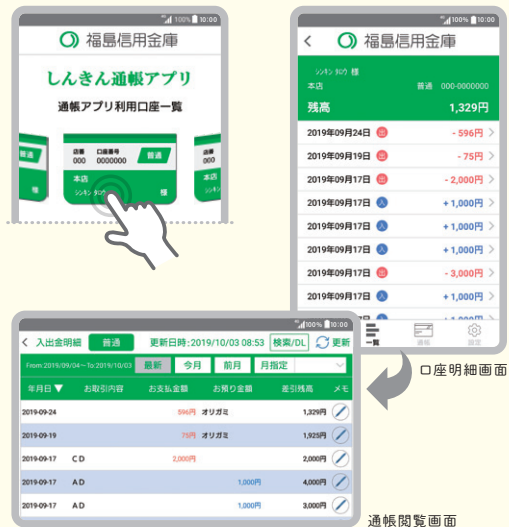 100% 10:00
福島信用金庫
しんきん通帳アプリ
通帳アプリ利用口座一覧
普通
様
店番 口座番号
000 0000000
普通
本店
シンキン タロウ 様
店番
000
本店
シンキン
100% 10:00
福島信用金庫
シンキン タロウ 様
本店 普通 000-0000000
残高 1,329円
2019年09月24日 出 - 596円
2019年09月19日 出 - 75円
2019年09月17日 出 - 2,000円
2019年09月17日 入 + 1,000円
2019年09月17日 入 + 1,000円
2019年09月17日 入 + 1,000円
2019年09月17日 出 - 3,000円
2019年09月17日 入 + 1,000円
一覧 通帳 設定
口座明細画面
100% 10:00
入出金明細 普通 更新日時:2019/10/03 08:53 検索/DL 更新
From:2019/09/04~To:2019/10/03 最新 今月 前月 月指定
年月日▼ お取引内容 お支払金額 お預り金額 差引残高 メモ
2019-09-24 596円 オリガミ 1,329円
2019-09-19 75円 オリガミ 1,925円
2019-09-17 CD 2,000円 2,000円
2019-09-17 AD 1,000円 4,000円
2019-09-17 AD 1,000円 3,000円
通帳閲覧画面